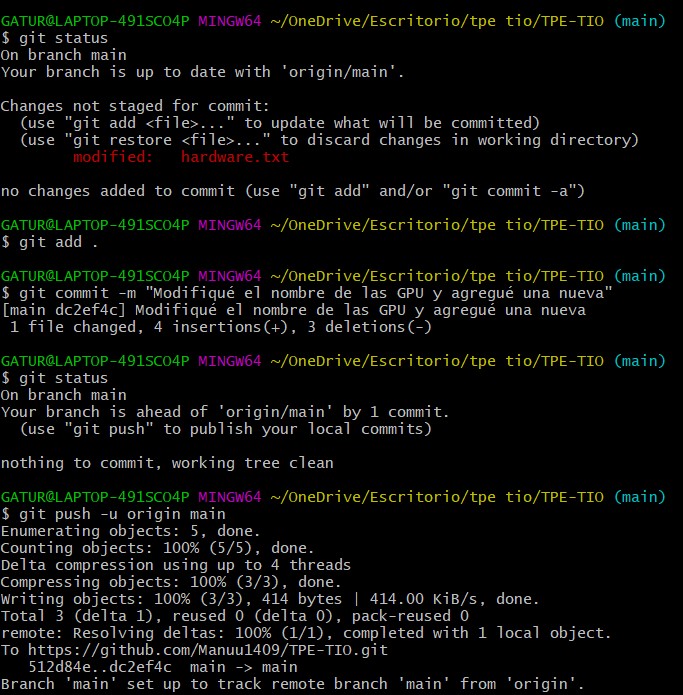 GATUR@LAPTOP-491SCO4P MINGW64 ~/OneDrive/Escritorio/tpe tio/TPE-TIO (main)
$ git status
On branch main
Your branch is up to date with 'origin/main'.
Changes not staged for commit:
(use "git add <file>..." to update what will be committed)
(use "git restore <file>..." to discard changes in working directory)
modified:   hardware.txt
no changes added to commit (use "git add" and/or "git commit -a")
GATUR@LAPTOP-491SCO4P MINGW64 ~/OneDrive/Escritorio/tpe tio/TPE-TIO (main)
$ git add .
GATUR@LAPTOP-491SCO4P MINGW64 ~/OneDrive/Escritorio/tpe tio/TPE-TIO (main)
$ git commit -m "Modifiqué el nombre de las GPU y agregué una nueva"
[main dc2ef4c] Modifiqué el nombre de las GPU y agregué una nueva
1 file changed, 4 insertions(+), 3 deletions(-)
GATUR@LAPTOP-491SCO4P MINGW64 ~/OneDrive/Escritorio/tpe tio/TPE-TIO (main)
$ git status
On branch main
Your branch is ahead of 'origin/main' by 1 commit.
(use "git push" to publish your local commits)
nothing to commit, working tree clean
GATUR@LAPTOP-491SCO4P MINGW64 ~/OneDrive/Escritorio/tpe tio/TPE-TIO (main)
$ git push -u origin main
Enumerating objects: 5, done.
Counting objects: 100% (5/5), done.
Delta compression using up to 4 threads
Compressing objects: 100% (3/3), done.
Writing objects: 100% (3/3), 414 bytes | 414.00 KiB/s, done.
Total 3 (delta 1), reused 0 (delta 0), pack-reused 0
remote: Resolving deltas: 100% (1/1), completed with 1 local object.
To https://github.com/Manuu1409/TPE-TIO.git
512d84e..dc2ef4c  main -> main
Branch 'main' set up to track remote branch 'main' from 'origin'.